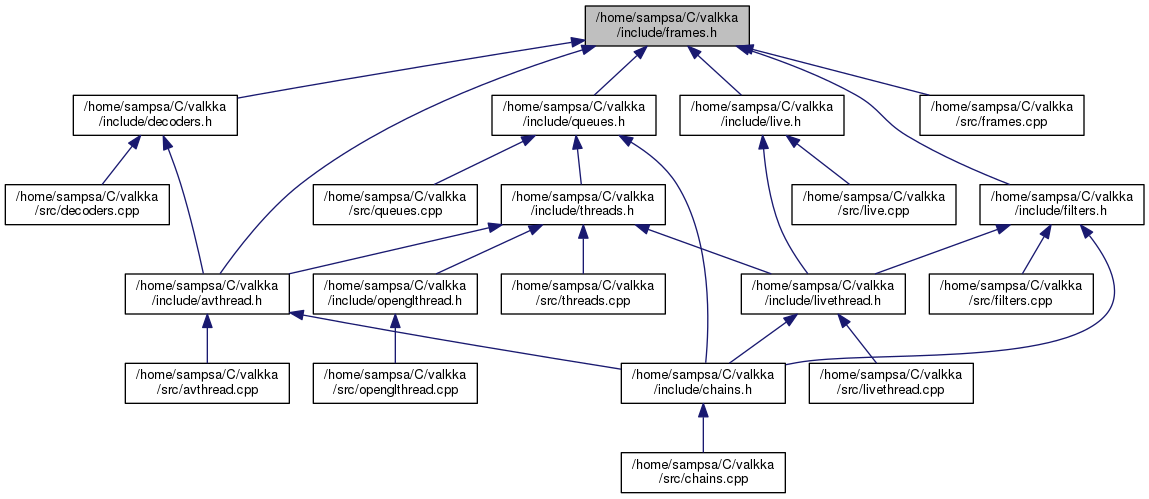 /home/sampsa/C/valkka
/include/frames.h
/home/sampsa/C/valkka
/include/decoders.h
/home/sampsa/C/valkka
/include/queues.h
/home/sampsa/C/valkka
/include/live.h
/home/sampsa/C/valkka
/src/frames.cpp
/home/sampsa/C/valkka
/src/decoders.cpp
/home/sampsa/C/valkka
/src/queues.cpp
/home/sampsa/C/valkka
/include/threads.h
/home/sampsa/C/valkka
/src/live.cpp
/home/sampsa/C/valkka
/include/filters.h
/home/sampsa/C/valkka
/include/avthread.h
/home/sampsa/C/valkka
/include/openglthread.h
/home/sampsa/C/valkka
/src/threads.cpp
/home/sampsa/C/valkka
/include/livethread.h
/home/sampsa/C/valkka
/src/filters.cpp
/home/sampsa/C/valkka
/src/avthread.cpp
/home/sampsa/C/valkka
/src/openglthread.cpp
/home/sampsa/C/valkka
/include/chains.h
/home/sampsa/C/valkka
/src/livethread.cpp
/home/sampsa/C/valkka
/src/chains.cpp